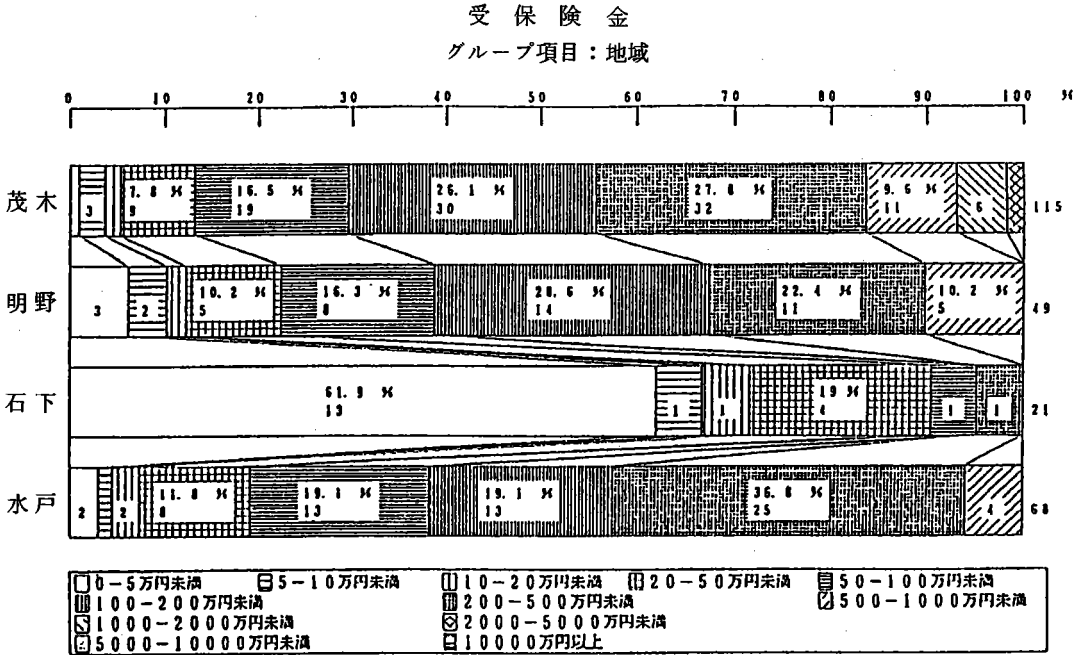 受保険金
グループ項目：地域
0 10 20 30 40 50 60 70 80 90 100 %
茂木 3 7.8 % 9 16.5 % 19 26.1 % 30 27.8 % 32 9.6 % 11 6 115
明野 3 2 10.2 % 5 16.3 % 8 28.6 % 14 22.4 % 11 10.2 % 5 49
石下 61.9 % 13 1 1 19 % 4 1 1 21
水戸 2 2 11.8 % 8 19.1 % 13 19.1 % 13 36.8 % 25 4 68
0-5万円未満 5-10万円未満 10-20万円未満 20-50万円未満 50-100万円未満
100-200万円未満 200-500万円未満 500-1000万円未満
1000-2000万円未満 2000-5000万円未満
5000-10000万円未満 10000万円以上